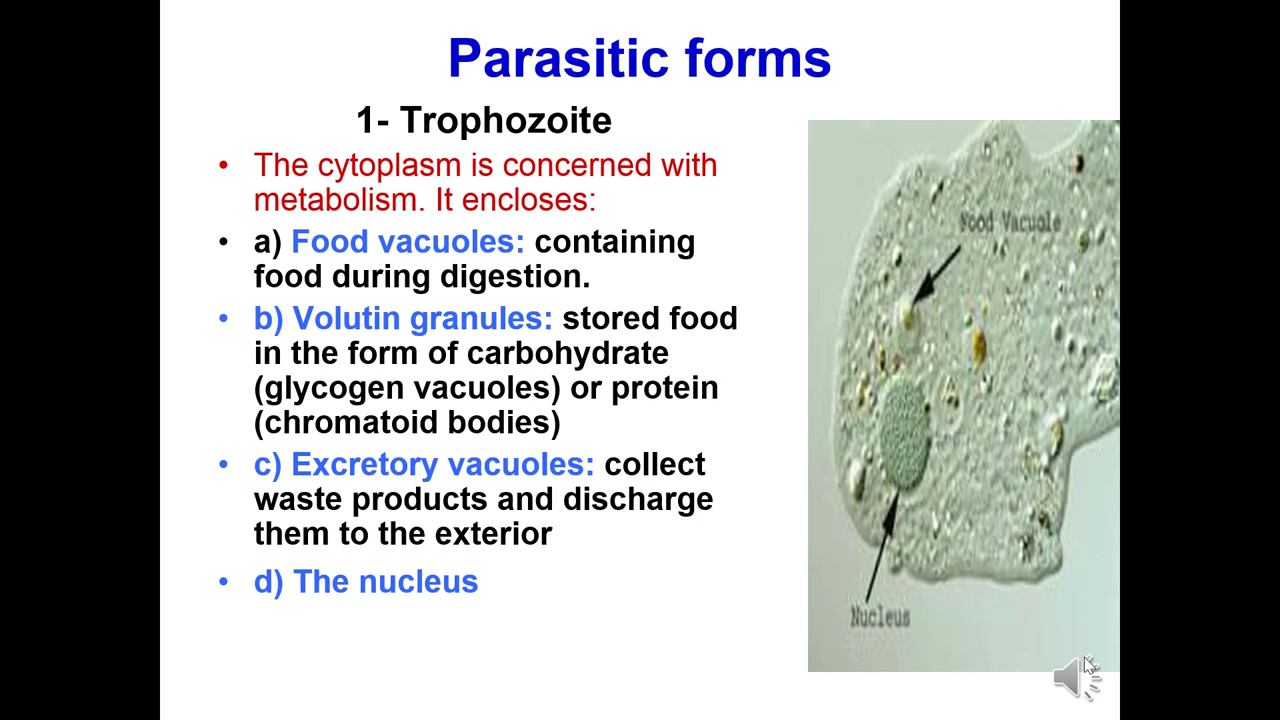 Parasitic forms
1- Trophozoite
• The cytoplasm is concerned with
metabolism. It encloses:
• a) Food vacuoles: containing
food during digestion.
• b) Volutin granules: stored food
in the form of carbohydrate
(glycogen vacuoles) or protein
(chromatoid bodies)
• c) Excretory vacuoles: collect
waste products and discharge
them to the exterior
• d) The nucleus
Food Vacuole
Nucleus